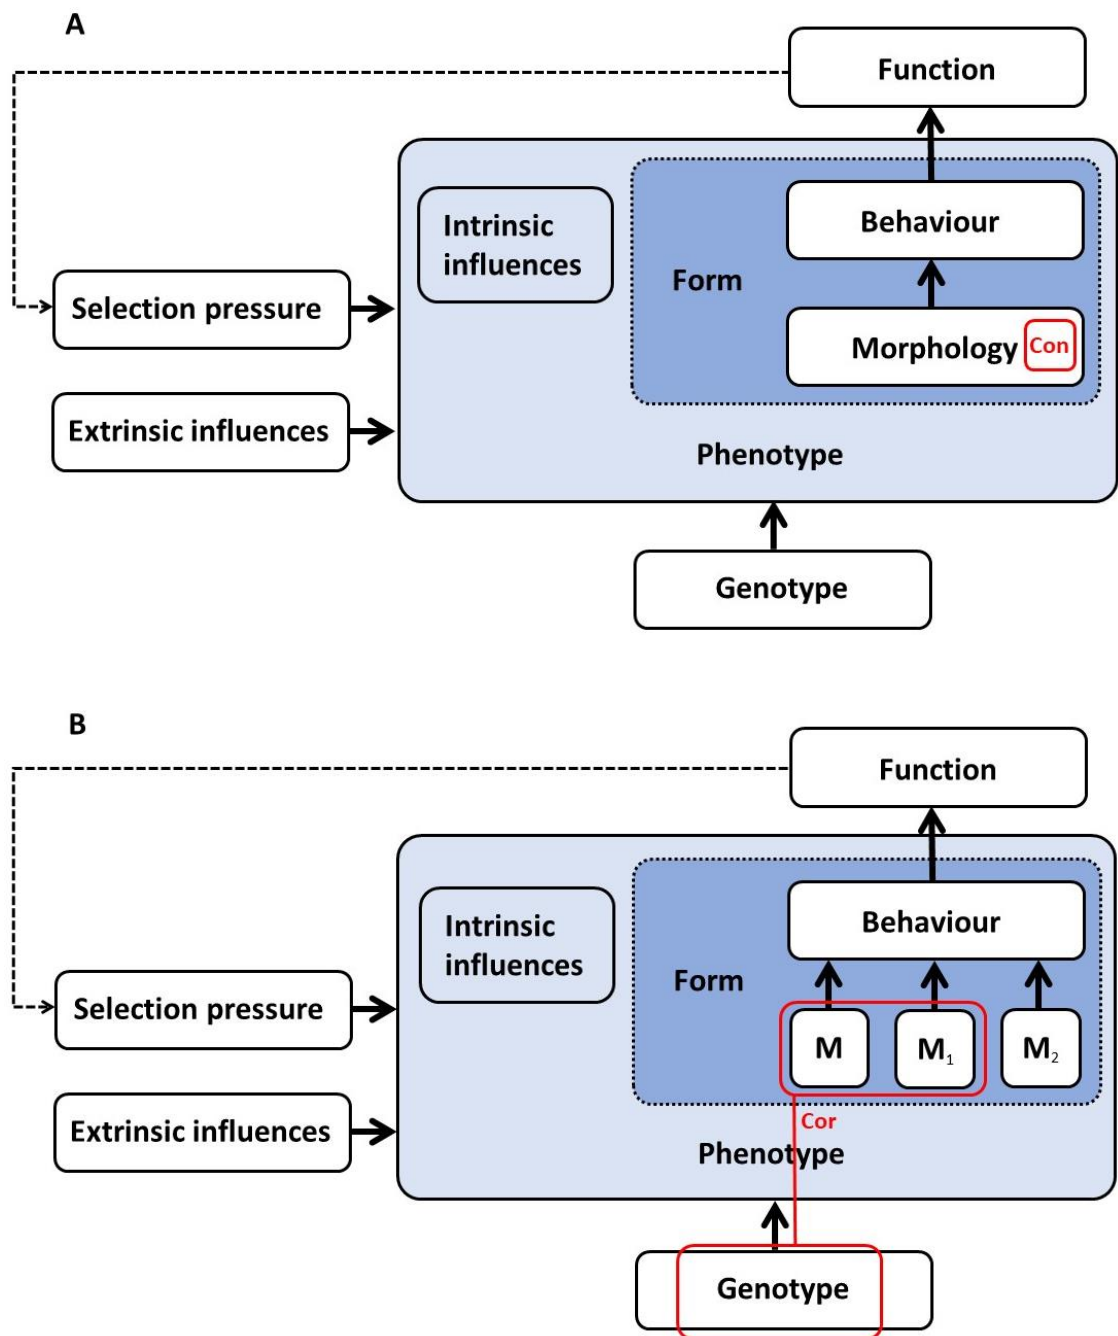 A
Function
Intrinsic
influences
Behaviour
Form
Selection pressure
Morphology Con
Extrinsic influences
Phenotype
Genotype
B
Function
Intrinsic
influences
Behaviour
Form
Selection pressure
M M₁ M₂
Extrinsic influences
Cor
Phenotype
Genotype